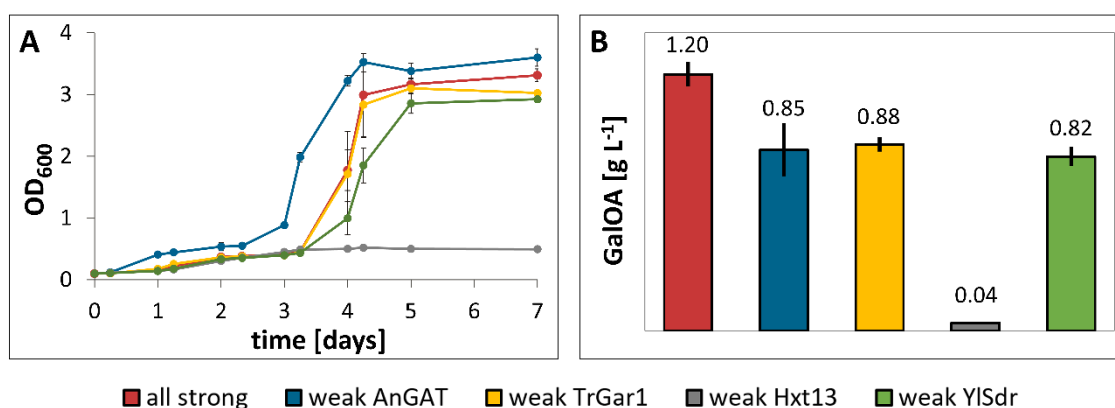 A
OD600
4
3
2
1
0
0 1 2 3 4 5 6 7
time [days]
B
GalOA [g L-1]
1.20
0.85
0.88
0.04
0.82
all strong weak AnGAT weak TrGar1 weak Hxt13 weak YlSdr